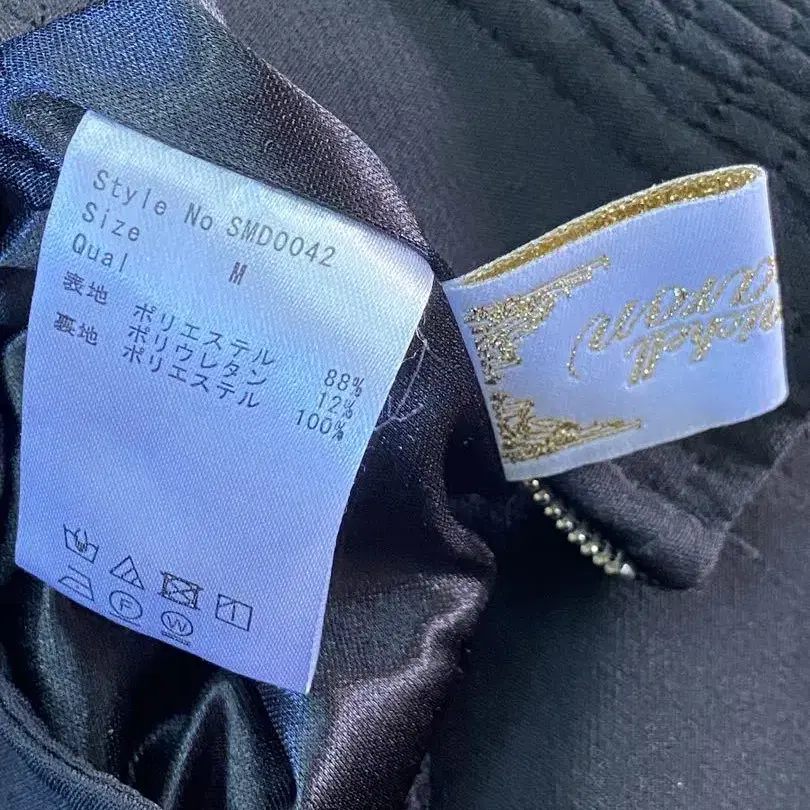 Style No SMD0042
Size M
Qual
表地 ポリエステル 88%
ポリウレタン 12%
裏地 ポリエステル 100%
F
W